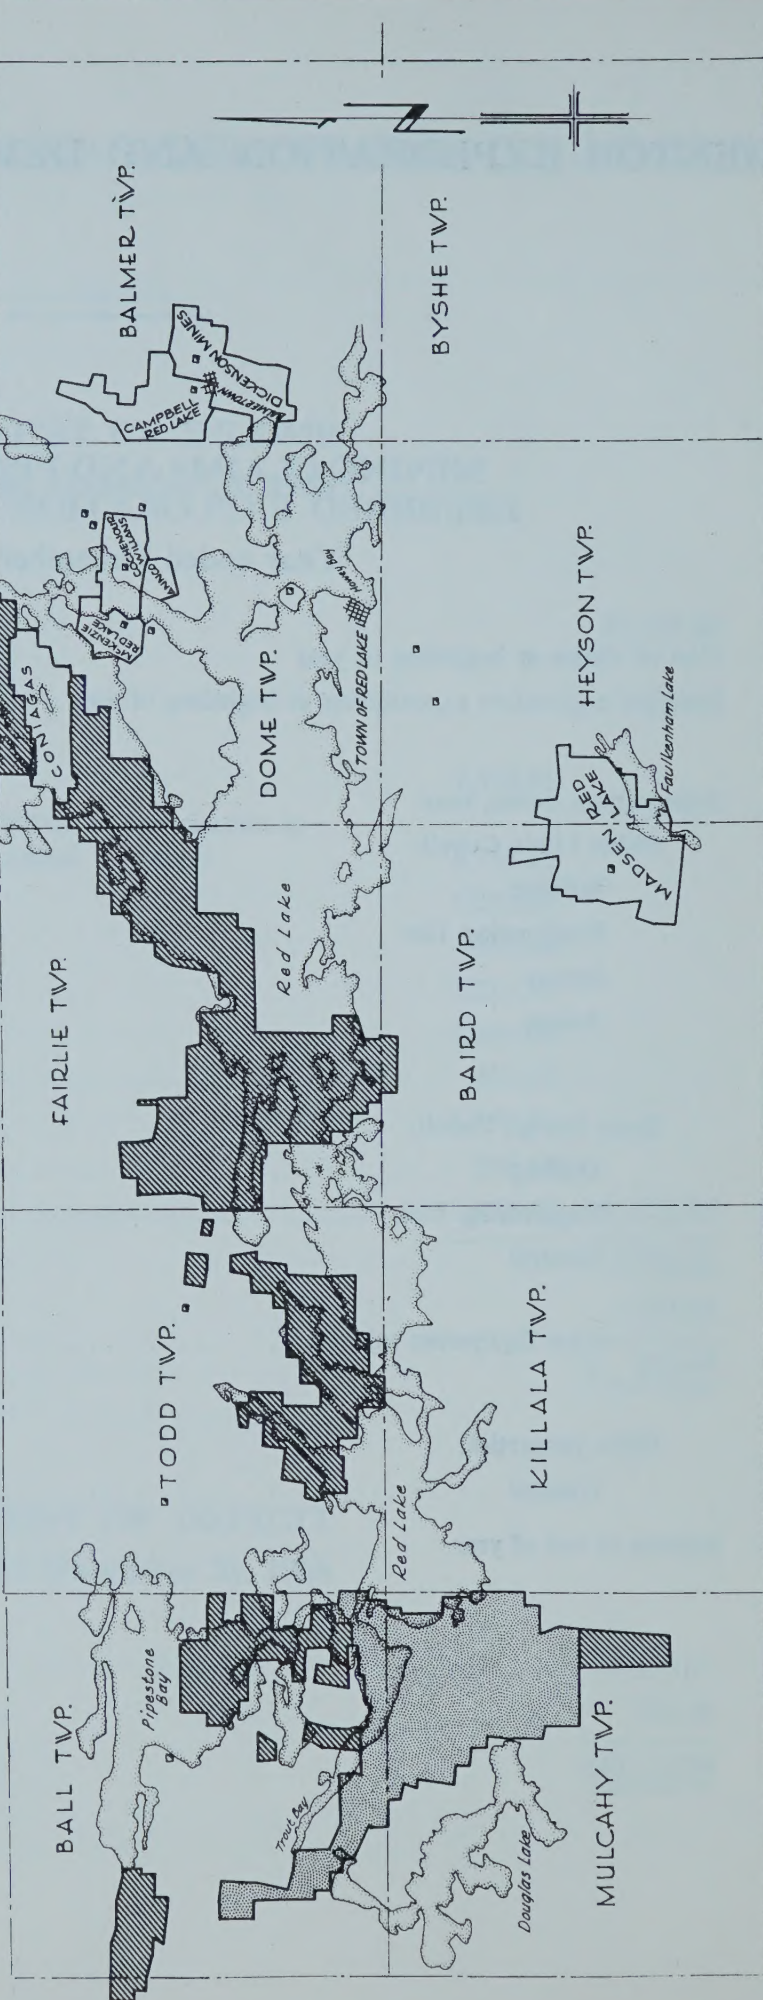 BALMER TWP.
BYSHE TWP.
DICKENSON MINES
BALMERTOWN
CAMPBELL
RED LAKE
COCHENOUR
WILLANS
ANNCO
McKENZIE
RED LAKE
Howey Bay
TOWN OF RED LAKE
DOME TWP.
HEYSON TWP.
CONIAGAS
Faulkenham Lake
MADSEN RED
LAKE
Red Lake
FAIRLIE TWP.
BAIRD TWP.
TODD TWP.
KILLALA TWP.
Red Lake
Pipestone
Bay
BALL TWP.
Trout Bay
Douglas Lake
MULCAHY TWP.